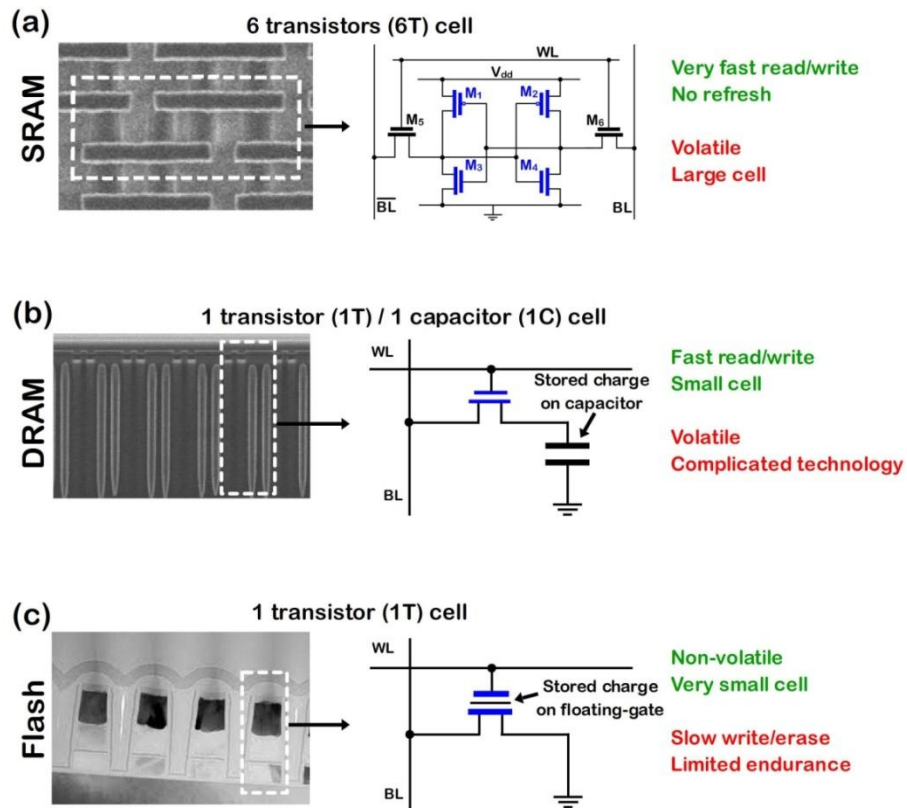 (a)
6 transistors (6T) cell
SRAM
WL
Vdd
M1
M2
M5
M6
M3
M4
BL
BL
Very fast read/write
No refresh
Volatile
Large cell
(b)
1 transistors (1T) / 1 capacitor (1C) cell
DRAM
WL
Stored charge
on capacitor
BL
Fast read/write
Small cell
Volatile
Complicated technology
(c)
1 transistor (1T) cell
Flash
WL
Stored charge
on floating-gate
BL
Non-volatile
Very small cell
Slow write/erase
Limited endurance